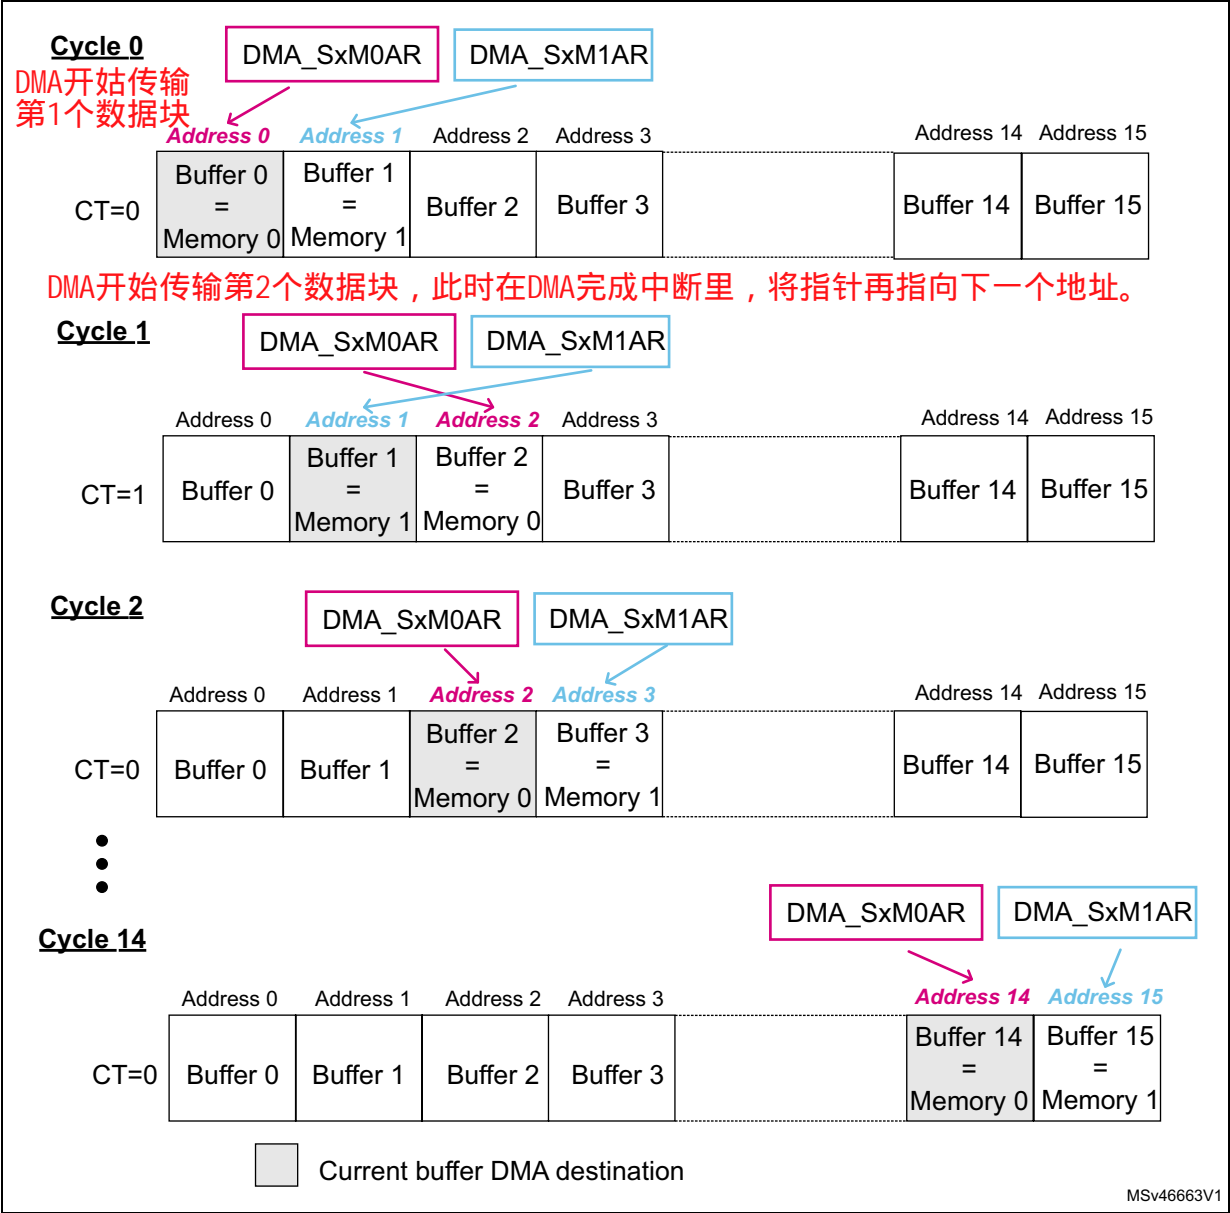 Cycle 0
DMA_SxM0AR DMA_SxM1AR
DMA开始传输
第1个数据块
Address 0 Address 1 Address 2 Address 3 Address 14 Address 15
CT=0
Buffer 0 = Memory 0
Buffer 1 = Memory 1
Buffer 2
Buffer 3
Buffer 14
Buffer 15
DMA开始传输第2个数据块，此时在DMA完成中断里，将指针再指向下一个地址。
Cycle 1
DMA_SxM0AR DMA_SxM1AR
Address 0 Address 1 Address 2 Address 3 Address 14 Address 15
CT=1
Buffer 0
Buffer 1 = Memory 1
Buffer 2 = Memory 0
Buffer 3
Buffer 14
Buffer 15
Cycle 2
DMA_SxM0AR DMA_SxM1AR
Address 0 Address 1 Address 2 Address 3 Address 14 Address 15
CT=0
Buffer 0
Buffer 1
Buffer 2 = Memory 0
Buffer 3 = Memory 1
Buffer 14
Buffer 15
Cycle 14
DMA_SxM0AR DMA_SxM1AR
Address 0 Address 1 Address 2 Address 3 Address 14 Address 15
CT=0
Buffer 0
Buffer 1
Buffer 2
Buffer 3
Buffer 14 = Memory 0
Buffer 15 = Memory 1
Current buffer DMA destination
MSv46663V1